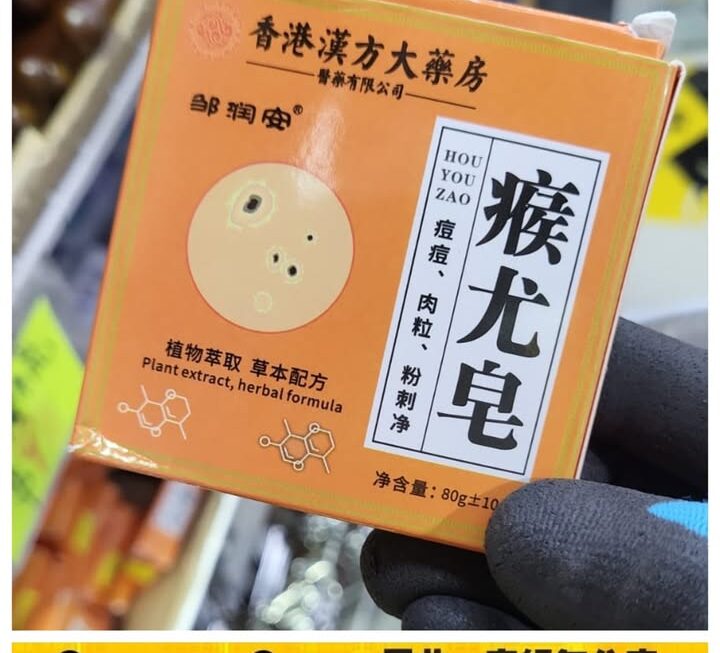 香港漢方大藥房
醫藥有限公司
邹润安®
HOU
YOU
ZAO
瘊尤皂
痘痘、肉粒、粉刺净
植物萃取 草本配方
Plant extract, herbal formula
净含量：80g±10